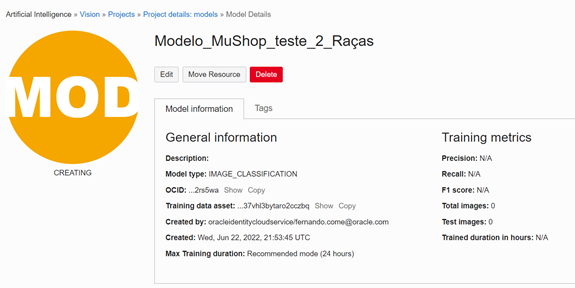 Artificial Intelligence » Vision » Projects » Project details: models » Model Details
MOD
CREATING
Modelo_MuShop_teste_2_Raças
Edit Move Resource Delete
Model information Tags
General information
Description:
Model type: IMAGE_CLASSIFICATION
OCID: ...2rs5wa Show Copy
Training data asset: ...37vhl3bytaro2cczbq Show Copy
Created by: oracleidentitycloudservice/fernando.come@oracle.com
Created: Wed, Jun 22, 2022, 21:53:45 UTC
Max Training duration: Recommended mode (24 hours)
Training metrics
Precision: N/A
Recall: N/A
F1 score: N/A
Total images: 0
Test images: 0
Trained duration in hours: N/A